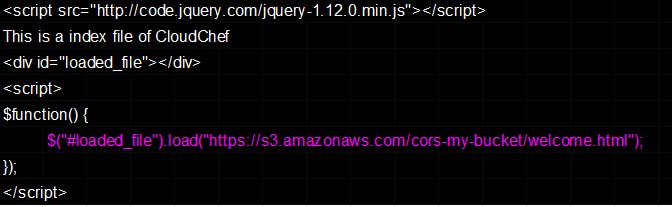 <script src="http://code.jquery.com/jquery-1.12.0.min.js"></script>
This is a index file of CloudChef
<div id="loaded_file"></div>
<script>
$function() {
$("#loaded_file").load("https://s3.amazonaws.com/cors-my-bucket/welcome.html");
});
</script>